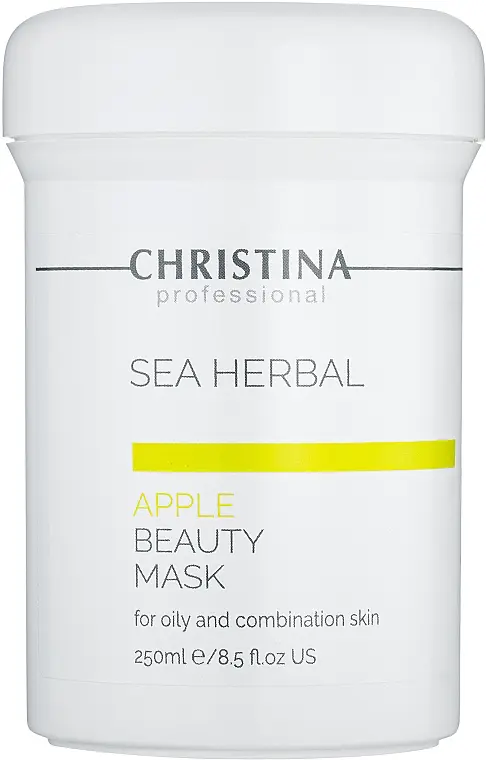 CHRISTINA
professional
SEA HERBAL
APPLE
BEAUTY
MASK
for oily and combination skin
250ml ℮/8.5 fl.oz US